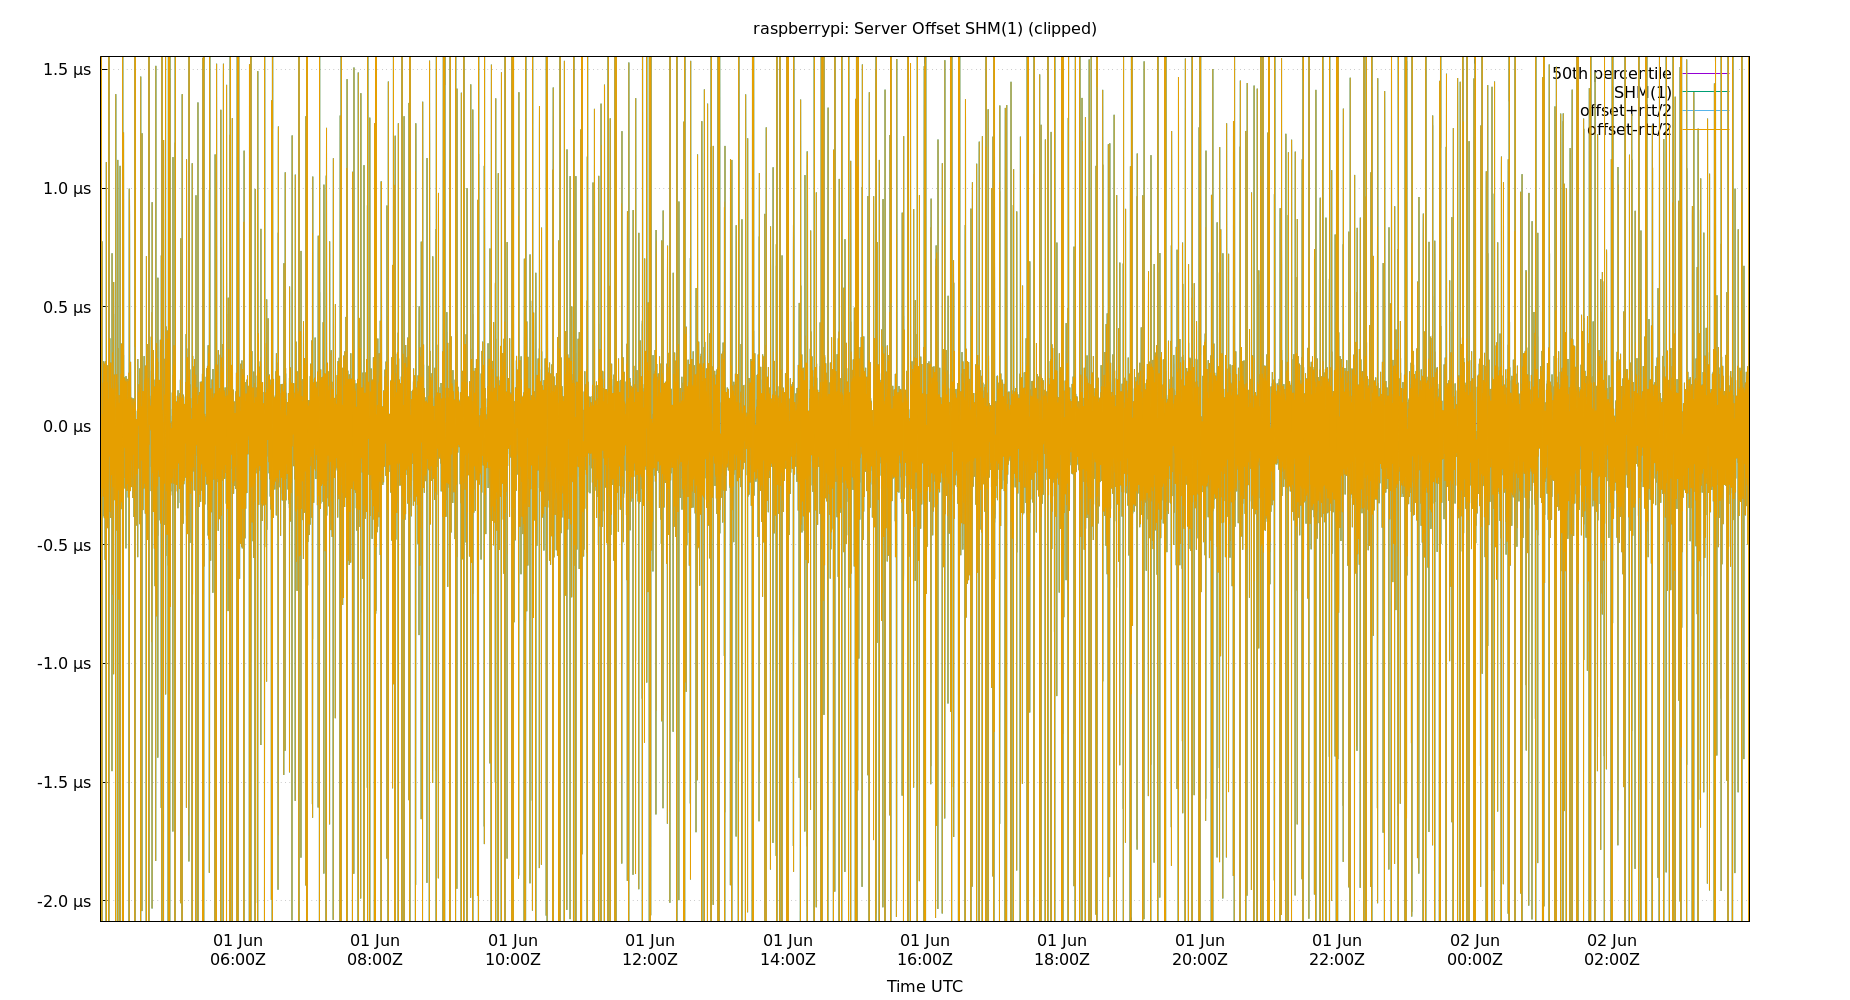 raspberrypi: Server Offset SHM(1) (clipped)
1.5 µs
1.0 µs
0.5 µs
0.0 µs
-0.5 µs
-1.0 µs
-1.5 µs
-2.0 µs
50th percentile
SHM(1)
offset+rtt/2
offset-rtt/2
01 Jun 01 Jun 01 Jun 01 Jun 01 Jun 01 Jun 01 Jun 01 Jun 01 Jun 02 Jun 02 Jun
06:00Z 08:00Z 10:00Z 12:00Z 14:00Z 16:00Z 18:00Z 20:00Z 22:00Z 00:00Z 02:00Z
Time UTC